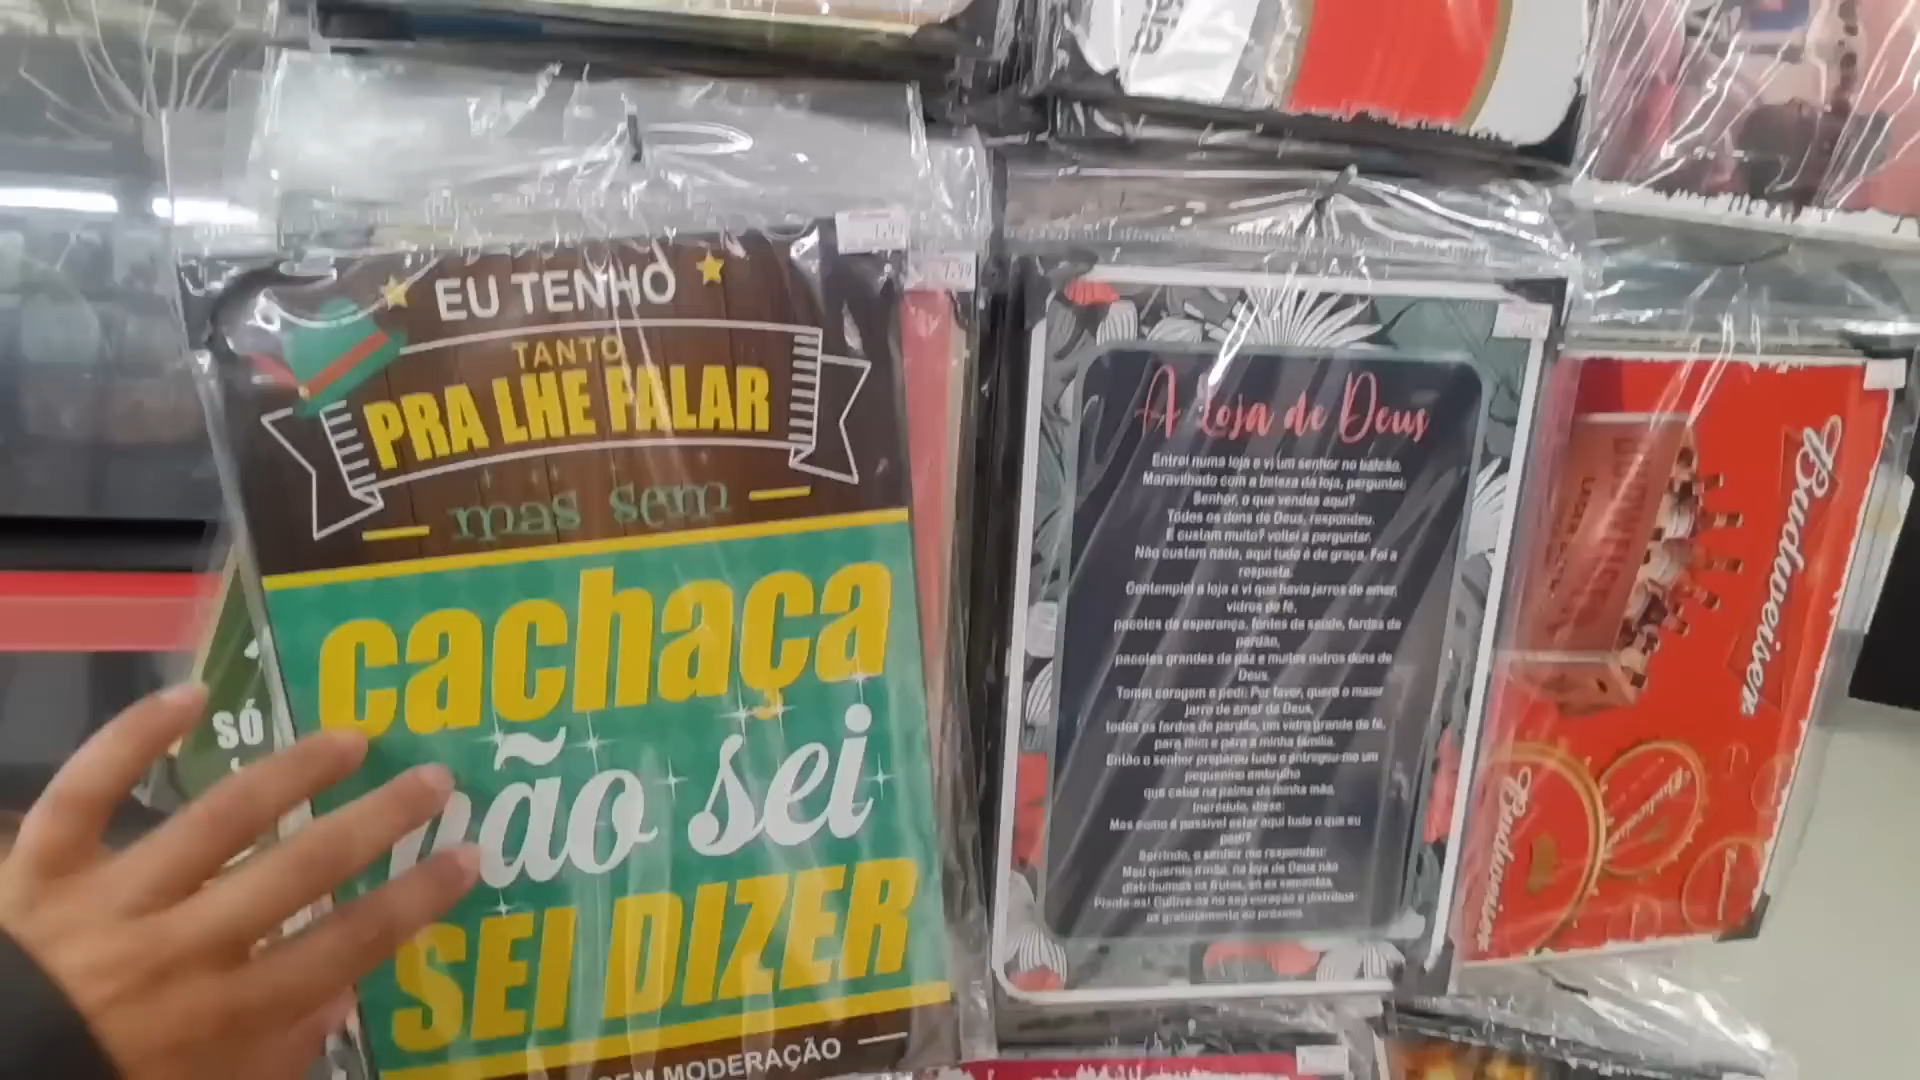 EU TENHO
TANTO
PRA LHE FALAR
mas sem
cachaça
não sei
SEI DIZER
SEM MODERAÇÃO
7,99
SÓ
A Loja de Deus
Entrei numa loja e vi um senhor no balcão.
Maravilhado com a beleza da loja, perguntei:
Senhor, o que vendes aqui?
Todos os dons de Deus, respondeu.
E custam muito? voltei a perguntar.
Não custam nada, aqui tudo é de graça. Foi a
resposta.
Contemplei a loja e vi que havia jarros de amor,
vidros de fé,
pacotes de esperança, fontes de saúde, fardos de
perdão,
pacotes grandes de paz e muitos outros dons de
Deus.
Tomei coragem e pedi: Por favor, quero o maior
jarro de amor de Deus,
todos os fardos de perdão, um vidro grande de fé,
para mim e para a minha família.
Então o senhor preparou tudo e entregou-me um
pequenino embrulho
que cabia na palma da minha mão.
Incrédulo, disse:
Mas como é possível estar aqui tudo o que eu
pedi?
Sorrindo, o senhor me respondeu:
Meu querido irmão, na loja de Deus não
distribuímos os frutos, só as sementes.
Plante-as! Cultive-as no seu coração e distribua-
as gratuitamente ao próximo.
Budweiser
Budweiser